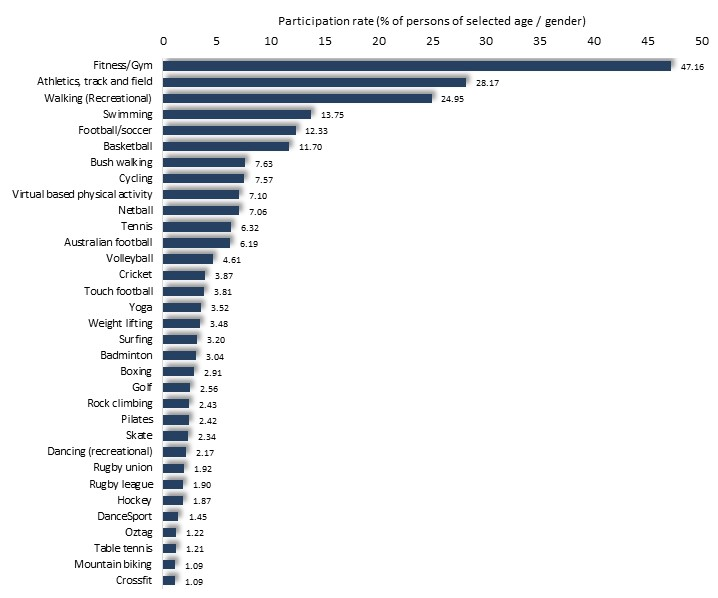 Participation rate (% of persons of selected age / gender)
0 5 10 15 20 25 30 35 40 45 50
Fitness/Gym 47.16
Athletics, track and field 28.17
Walking (Recreational) 24.95
Swimming 13.75
Football/soccer 12.33
Basketball 11.70
Bush walking 7.63
Cycling 7.57
Virtual based physical activity 7.10
Netball 7.06
Tennis 6.32
Australian football 6.19
Volleyball 4.61
Cricket 3.87
Touch football 3.81
Yoga 3.52
Weight lifting 3.48
Surfing 3.20
Badminton 3.04
Boxing 2.91
Golf 2.56
Rock climbing 2.43
Pilates 2.42
Skate 2.34
Dancing (recreational) 2.17
Rugby union 1.92
Rugby league 1.90
Hockey 1.87
DanceSport 1.45
Oztag 1.22
Table tennis 1.21
Mountain biking 1.09
Crossfit 1.09